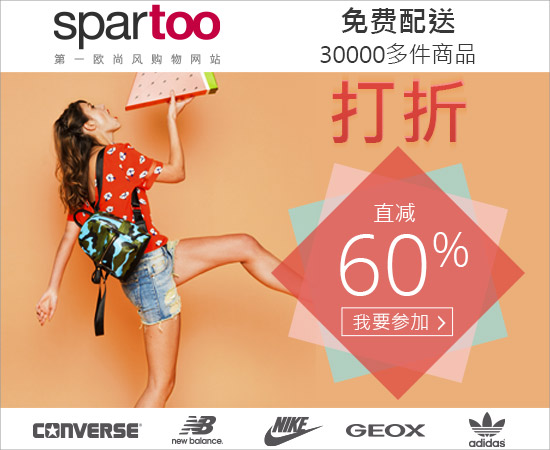 spartoo
第一欧尚风购物网站
免费配送
30000多件商品
打折
直减
60%
我要参加 >
CONVERSE®
NB
new balance.
NIKE
GEOX
adidas